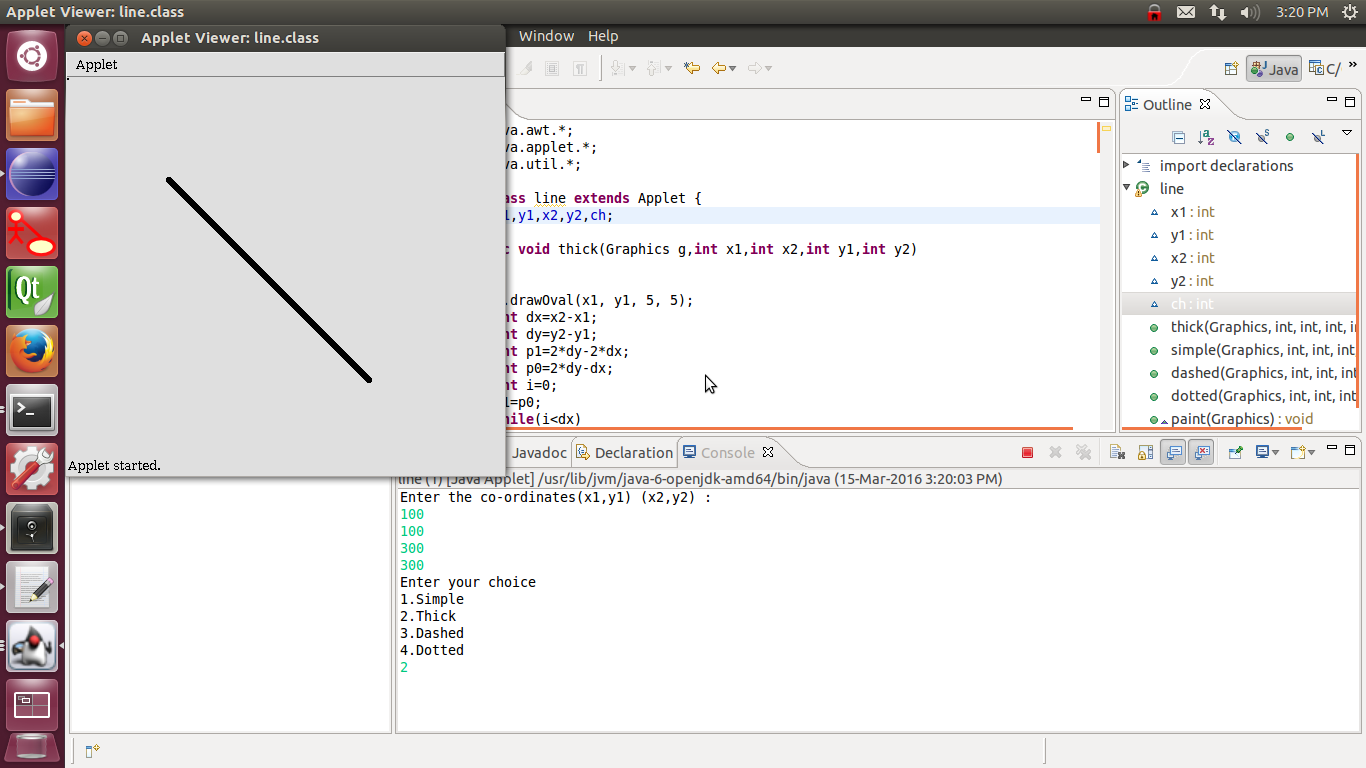 Applet Viewer: line.class
3:20 PM
Applet Viewer: line.class
Applet
Applet started.
Window Help
Java
C/
»
va.awt.*;
va.applet.*;
va.util.*;
ass line extends Applet {
1,y1,x2,y2,ch;
c void thick(Graphics g,int x1,int x2,int y1,int y2)
.drawOval(x1, y1, 5, 5);
nt dx=x2-x1;
nt dy=y2-y1;
nt p1=2*dy-2*dx;
nt p0=2*dy-dx;
nt i=0;
1=p0;
hile(i<dx)
Outline
import declarations
line
x1 : int
y1 : int
x2 : int
y2 : int
ch : int
thick(Graphics, int, int, int, i
simple(Graphics, int, int, int
dashed(Graphics, int, int, int
dotted(Graphics, int, int, int
paint(Graphics) : void
Javadoc Declaration Console
line (1) [Java Applet] /usr/lib/jvm/java-6-openjdk-amd64/bin/java (15-Mar-2016 3:20:03 PM)
Enter the co-ordinates(x1,y1) (x2,y2) :
100
100
300
300
Enter your choice
1.Simple
2.Thick
3.Dashed
4.Dotted
2
Qt